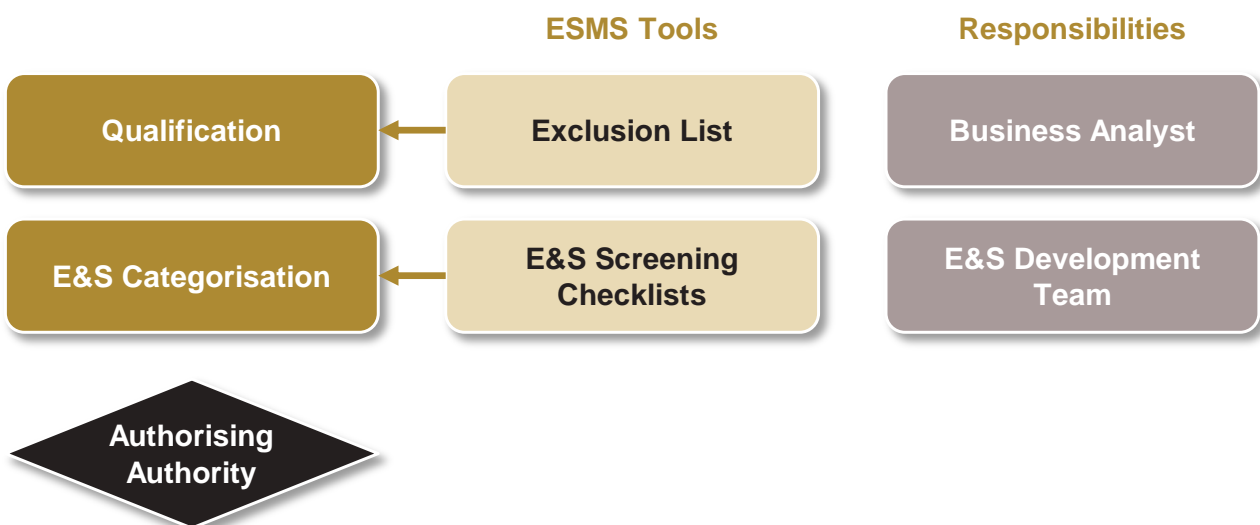 ESMS Tools
Responsibilities
Qualification
Exclusion List
Business Analyst
E&S Categorisation
E&S Screening
Checklists
E&S Development
Team
Authorising
Authority